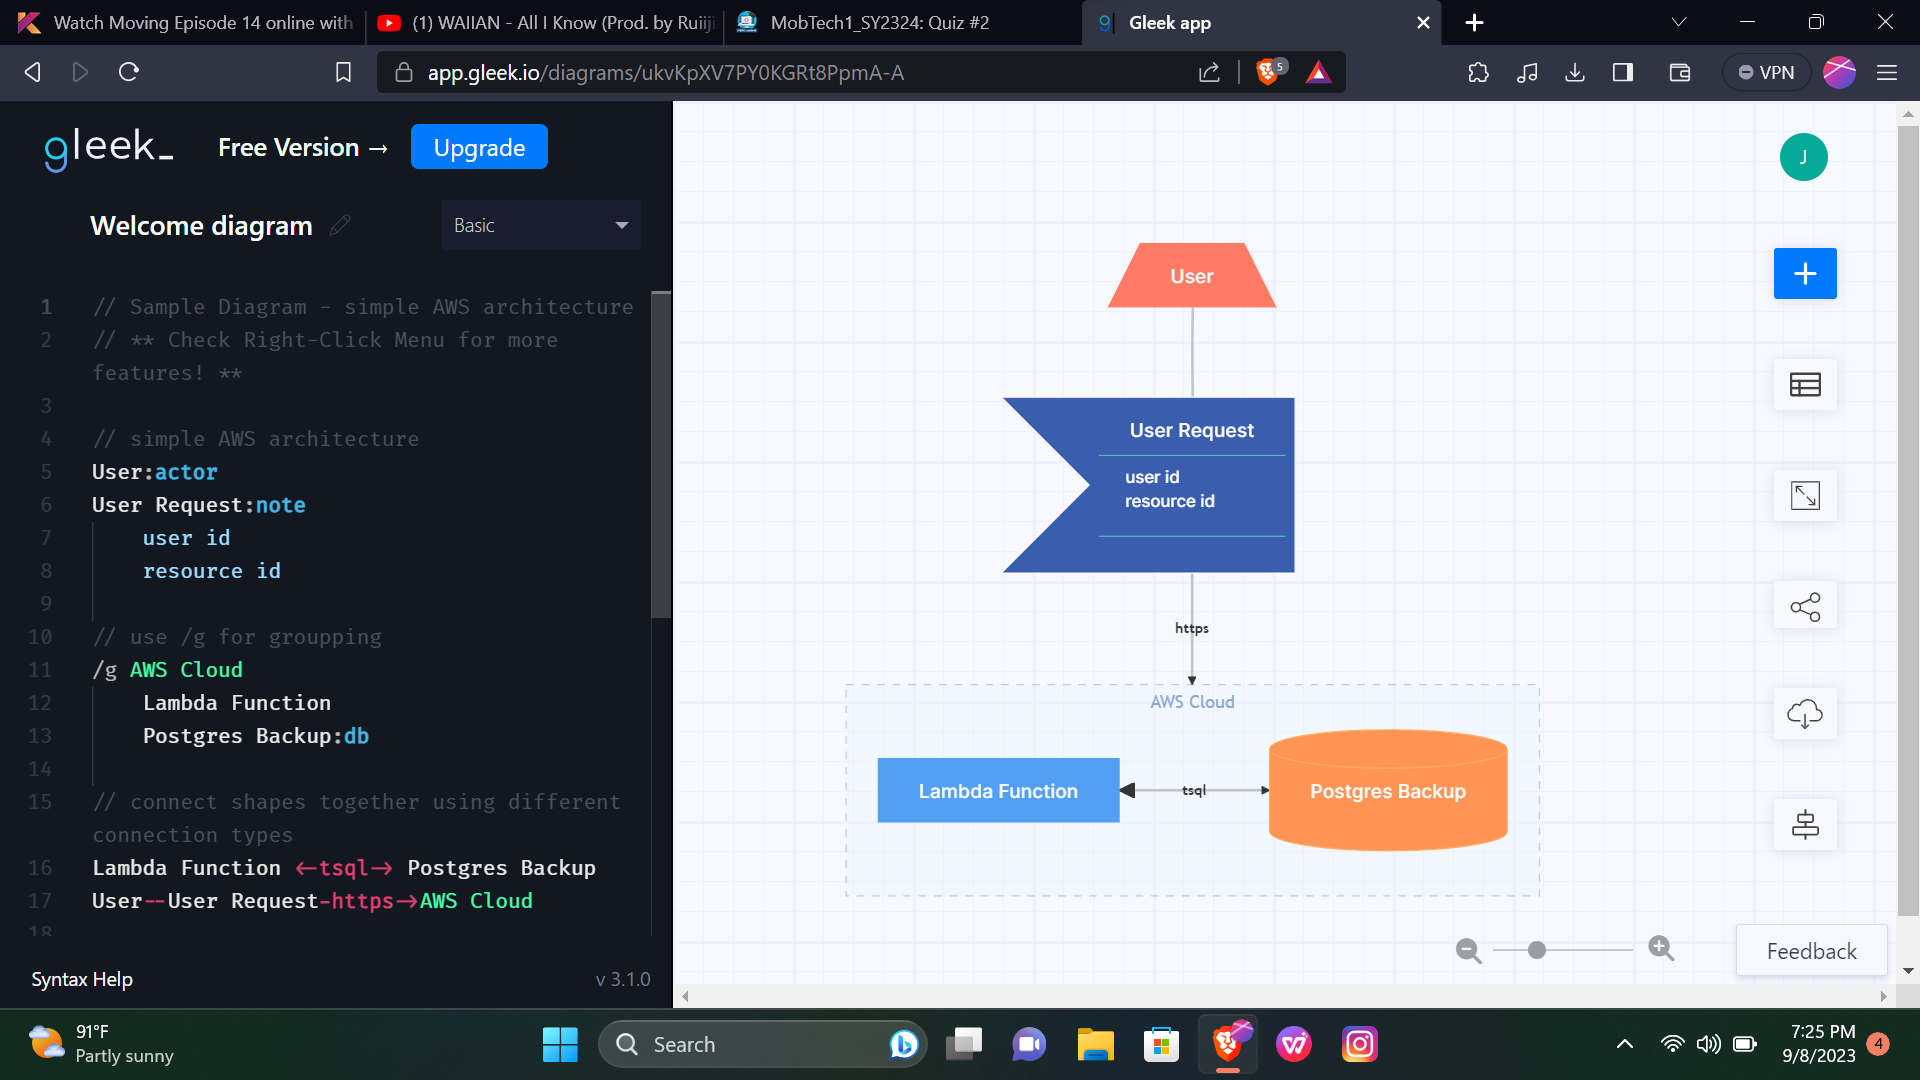 Watch Moving Episode 14 online with
(1) WAIIAN - All I Know (Prod. by Ruiiji
MobTech1_SY2324: Quiz #2
Gleek app
app.gleek.io/diagrams/ukvKpXV7PY0KGRt8PpmA-A
5
VPN
gleek_
Free Version →
Upgrade
Welcome diagram
Basic
1 // Sample Diagram - simple AWS architecture
2 // ** Check Right-Click Menu for more
features! **
3
4 // simple AWS architecture
5 User:actor
6 User Request:note
7 user id
8 resource id
9
10 // use /g for groupping
11 /g AWS Cloud
12 Lambda Function
13 Postgres Backup:db
14
15 // connect shapes together using different
connection types
16 Lambda Function <-tsql-> Postgres Backup
17 User--User Request-https->AWS Cloud
18
Syntax Help
v 3.1.0
J
User
User Request
user id
resource id
https
AWS Cloud
Lambda Function
tsql
Postgres Backup
Feedback
91°F
Partly sunny
Search
7:25 PM
9/8/2023
4